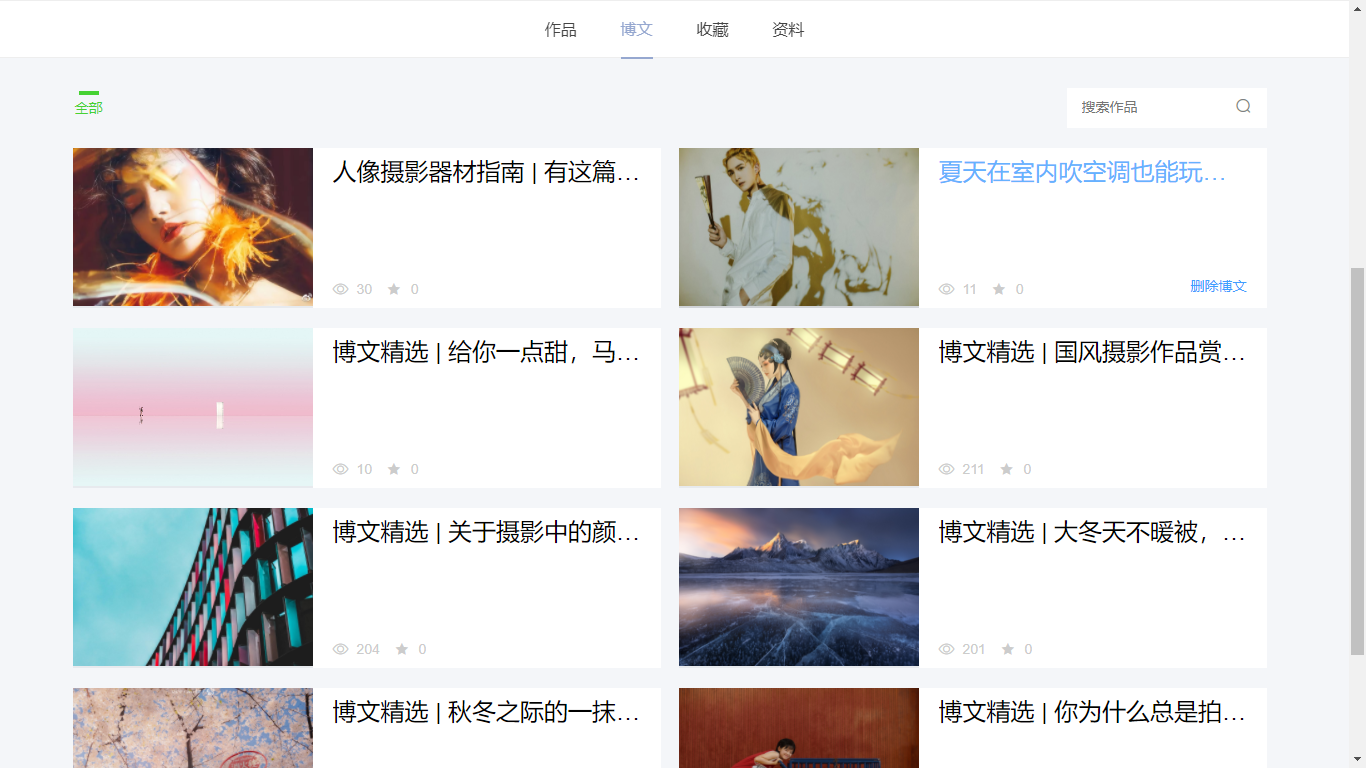 作品 博文 收藏 资料
全部
搜索作品
人像摄影器材指南 | 有这篇...
30 0
夏天在室内吹空调也能玩...
11 0 删除博文
博文精选 | 给你一点甜，马...
10 0
博文精选 | 国风摄影作品赏...
211 0
博文精选 | 关于摄影中的颜...
204 0
博文精选 | 大冬天不暖被，...
201 0
博文精选 | 秋冬之际的一抹...
博文精选 | 你为什么总是拍...